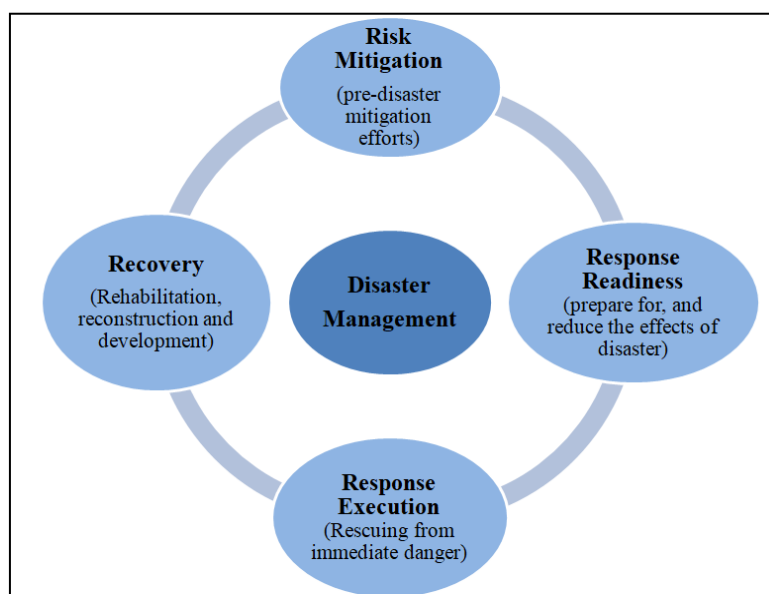 Risk
Mitigation
(pre-disaster
mitigation
efforts)
Response
Readiness
(prepare for, and
reduce the effects of
disaster)
Response
Execution
(Rescuing from
immediate danger)
Recovery
(Rehabilitation,
reconstruction and
development)
Disaster
Management